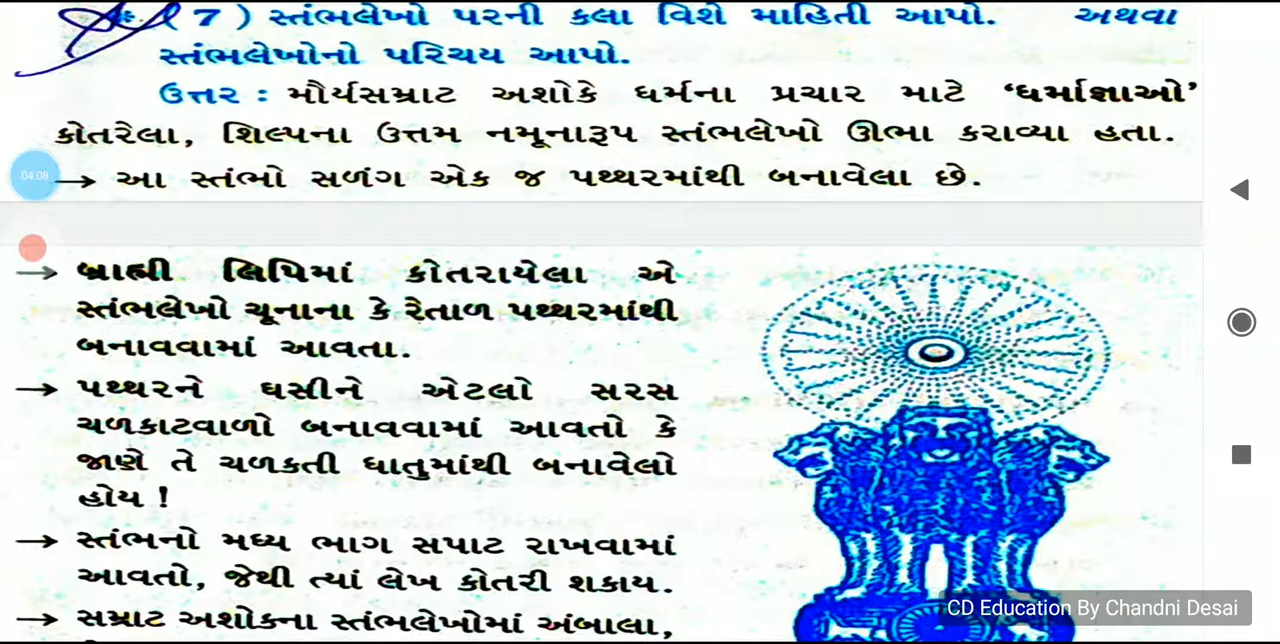 ( 7 ) સ્તંભલેખો પરની કલા વિશે માહિતી આપો. અથવા
સ્તંભલેખોનો પરિચય આપો.
ઉત્તર : મૌર્યસમ્રાટ અશોકે ધર્મના પ્રચાર માટે ‘ધર્માજ્ઞાઓ’
કોતરેલા, શિલ્પના ઉત્તમ નમૂનારૂપ સ્તંભલેખો ઊભા કરાવ્યા હતા.
04:08
→ આ સ્તંભો સળંગ એક જ પથ્થરમાંથી બનાવેલા છે.
→ બ્રાહ્મી લિપિમાં કોતરાયેલા એ
સ્તંભલેખો ચૂનાના કે રેતાળ પથ્થરમાંથી
બનાવવામાં આવતા.
→ પથ્થરને ઘસીને એટલો સરસ
ચળકાટવાળો બનાવવામાં આવતો કે
જાણે તે ચળકતી ધાતુમાંથી બનાવેલો
હોય !
→ સ્તંભનો મધ્ય ભાગ સપાટ રાખવામાં
આવતો, જેથી ત્યાં લેખ કોતરી શકાય.
→ સમ્રાટ અશોકના સ્તંભલેખોમાં અંબાલા,
CD Education By Chandni Desai